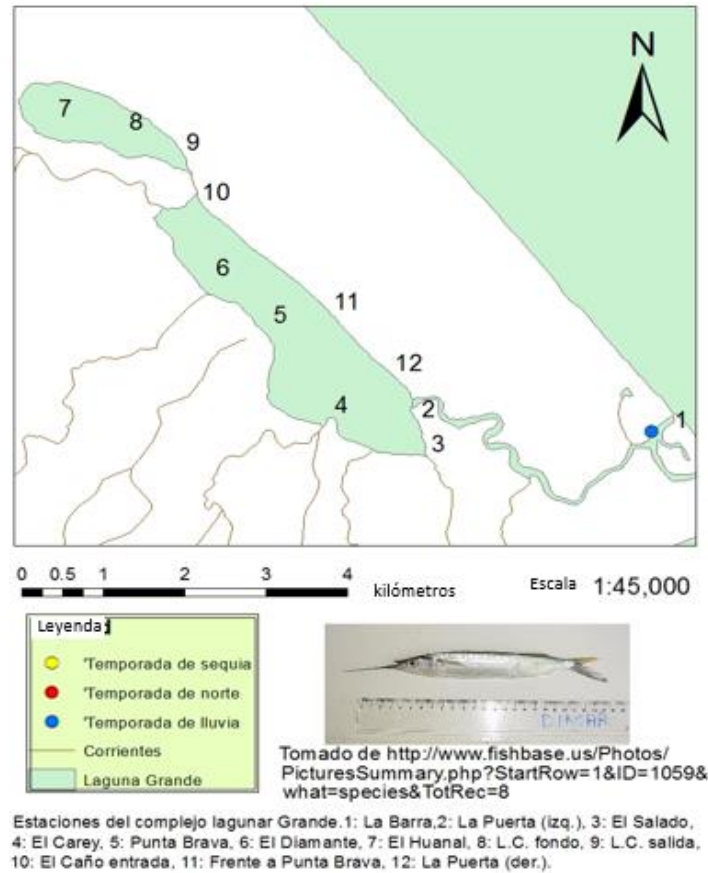 N
7
8
9
10
6
5
11
12
4
2
3
1
0 0.5 1 2 3 4
kilómetros
Escala 1:45,000
Leyenda
'Temporada de sequia
'Temporada de norte
'Temporada de lluvia
Corrientes
Laguna Grande
DIMAR
Tomado de http://www.fishbase.us/Photos/
PicturesSummary.php?StartRow=1&ID=1059&
what=species&TotRec=8
Estaciones del complejo lagunar Grande.1: La Barra,2: La Puerta (izq.), 3: El Salado,
4: El Carey, 5: Punta Brava, 6: El Diamante, 7: El Huanal, 8: L.C. fondo, 9: L.C. salida,
10: El Caño entrada, 11: Frente a Punta Brava, 12: La Puerta (der.).